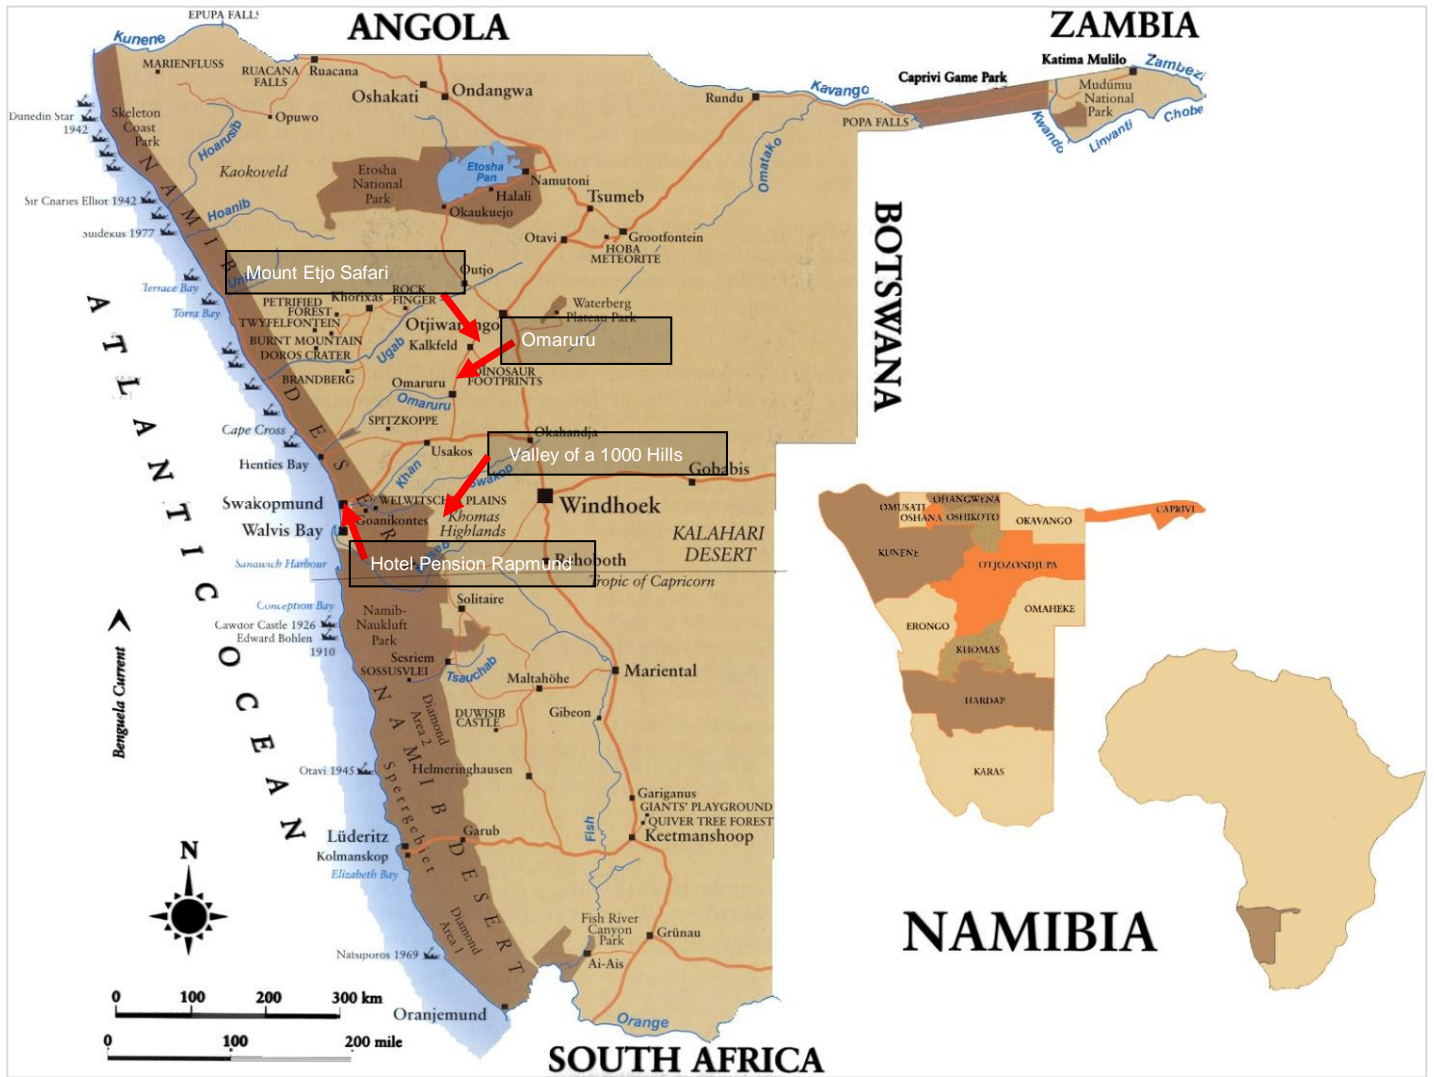 EPUPA FALLS
ANGOLA
ZAMBIA
Kunene
MARIENFLUSS
RUACANA
FALLS
Ruacana
Oshakati
Ondangwa
Opuwo
Rundu
Kavango
Caprivi Game Park
Katima Mulilo
Zambezi
Mudumu
National
Park
Chobe
Linyanti
Kwando
POPA FALLS
Omatako
Dunedin Star
1942
Skeleton
Coast
Park
Hoarusib
Kaokoveld
Etosha
National
Park
Etosha
Pan
Namutoni
Halali
Okaukuejo
Tsumeb
Otavi
Grootfontein
HOBA
METEORITE
BOTSWANA
Sir Charles Elliot 1942
Hoanib
Suidekus 1977
NAMIB DESERT
Mount Etjo Safari
Outjo
Terrace Bay
Torra Bay
PETRIFIED
FOREST
Khorixas
ROCK
FINGER
TWYFELFONTEIN
BURNT MOUNTAIN
DOROS CRATER
Ugab
BRANDBERG
Waterberg
Plateau Park
Kalkfeld
Omaruru
DINOSAUR
FOOTPRINTS
Omaruru
Omaruru
SPITZKOPPE
Cape Cross
Henties Bay
Usakos
Okahandja
Khan
Valley of a 1000 Hills
Swakop
Gobabis
Swakopmund
Walvis Bay
WELWITSCHIA PLAINS
Goanikontes
Khomas
Highlands
Windhoek
KALAHARI
DESERT
Sandwich Harbour
Hotel Pension Rapmund
Rehoboth
Tropic of Capricorn
ATLANTIC OCEAN
Benguela Current
Conception Bay
Cawdor Castle 1926
Edward Bohlen
1910
Namib-
Naukluft
Park
Solitaire
Sesriem
SOSSUSVLEI
Tsauchab
Maltahöhe
Mariental
DUWISIB
CASTLE
Gibeon
NAMIB DESERT
Diamond
Area 2
Otavi 1945
Sperrgebiet
Helmeringhausen
Gariganus
GIANTS' PLAYGROUND
QUIVER TREE FOREST
Keetmanshoop
Fish
Lüderitz
Kolmanskop
Elizabeth Bay
Garub
Diamond
Area 1
Fish River
Canyon
Park
Ai-Ais
Grünau
Oranjemund
Orange
SOUTH AFRICA
N
0 100 200 300 km
0 100 200 mile
OMUSATI
OHANGWENA
OSHANA
OSHIKOTO
OKAVANGO
CAPRIVI
KUNENE
OTJOZONDJUPA
OMAHEKE
ERONGO
KHOMAS
HARDAP
KARAS
NAMIBIA